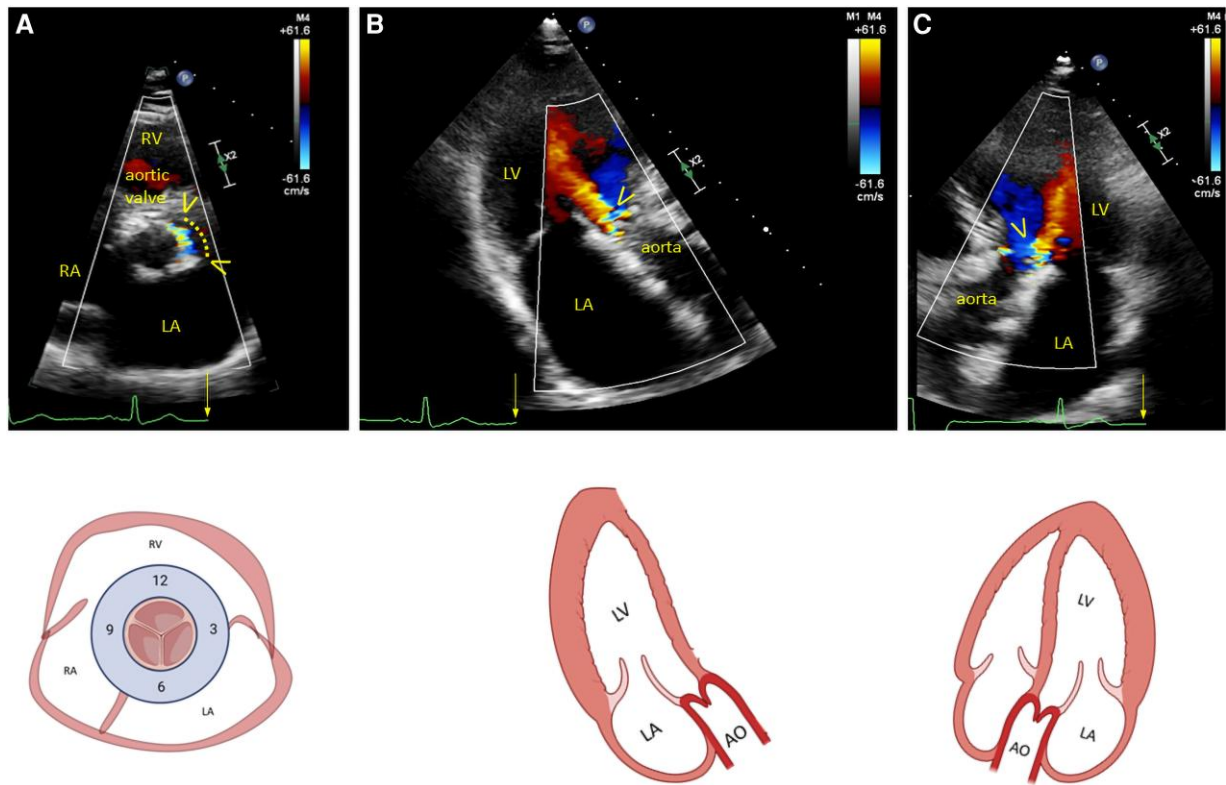 A
M4
+61.6
-61.6
cm/s
P
X2
RV
aortic
valve
V
V
RA
LA
B
M1 M4
+61.6
-61.6
cm/s
P
X2
LV
V
aorta
LA
C
M4
+61.6
-61.6
cm/s
P
X2
LV
V
aorta
LA
RV
12
9
3
6
RA
LA
LV
LA
AO
LV
AO
LA